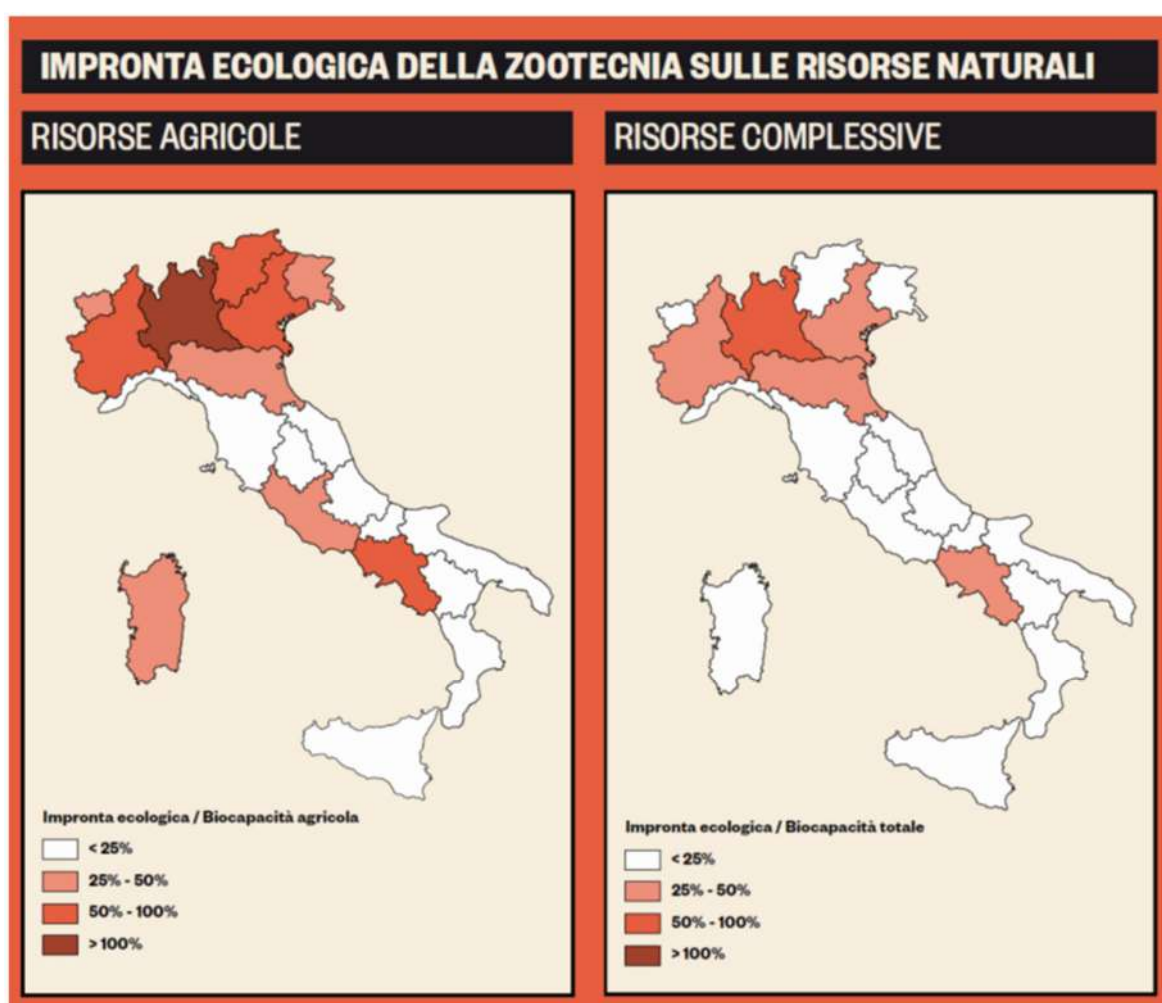 IMPRONTA ECOLOGICA DELLA ZOOTECNIA SULLE RISORSE NATURALI
RISORSE AGRICOLE
Impronta ecologica / Biocapacità agricola
< 25%
25% - 50%
50% - 100%
> 100%
RISORSE COMPLESSIVE
Impronta ecologica / Biocapacità totale
< 25%
25% - 50%
50% - 100%
> 100%